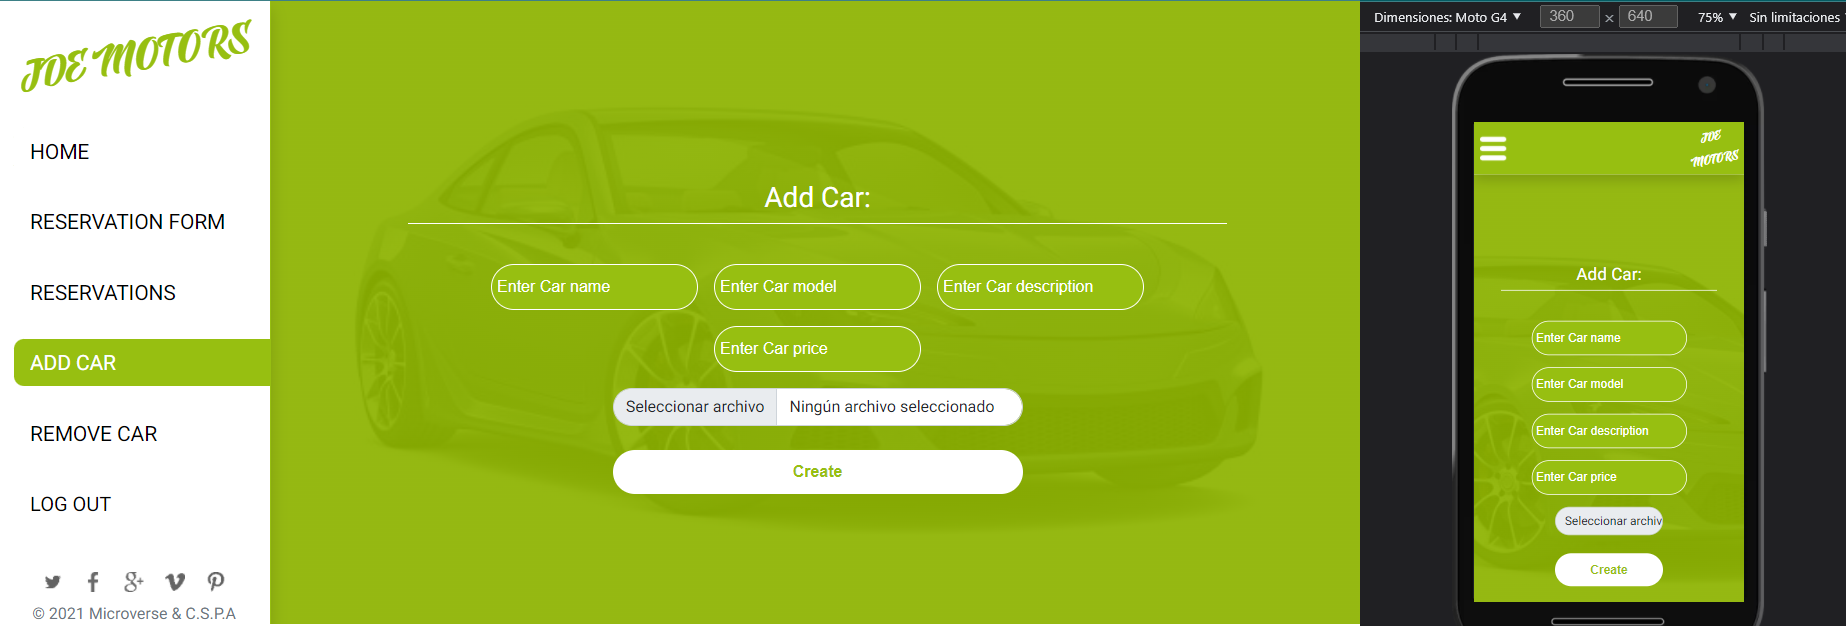 JOE MOTORS
HOME
RESERVATION FORM
RESERVATIONS
ADD CAR
REMOVE CAR
LOG OUT
© 2021 Microverse & C.S.P.A
Add Car:
Enter Car name
Enter Car model
Enter Car description
Enter Car price
Seleccionar archivo
Ningún archivo seleccionado
Create
Dimensiones: Moto G4 ▼ 360 × 640 75% ▼ Sin limitaciones
JOE
MOTORS
Add Car:
Enter Car name
Enter Car model
Enter Car description
Enter Car price
Seleccionar archiv
Create